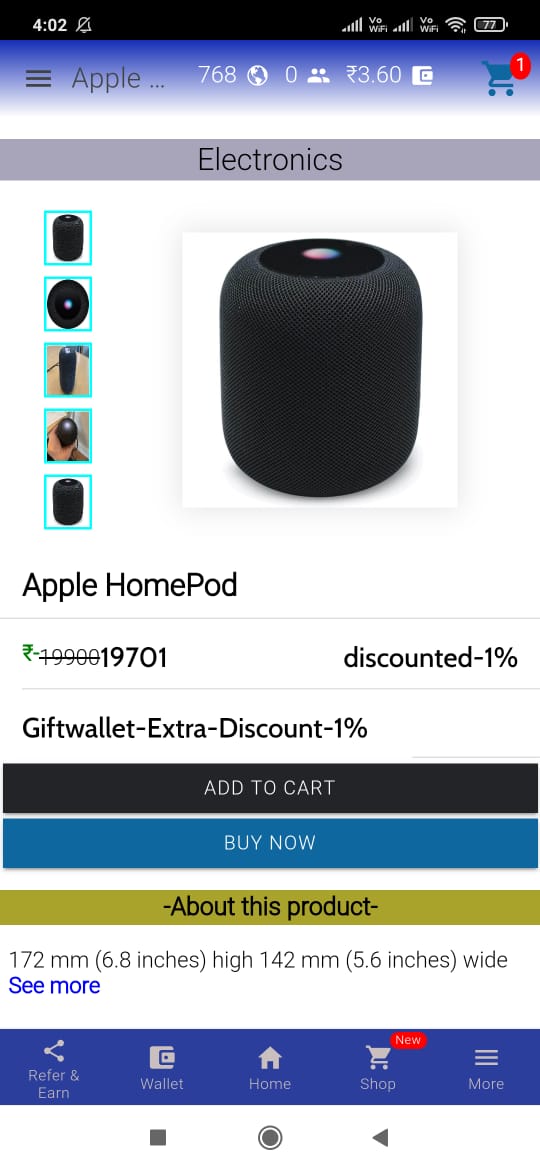 4:02
Vo WiFi Vo WiFi 77
Apple ... 768 0 ₹3.60 1
Electronics
Apple HomePod
₹-1990019701 discounted-1%
Giftwallet-Extra-Discount-1%
ADD TO CART
BUY NOW
-About this product-
172 mm (6.8 inches) high 142 mm (5.6 inches) wide
See more
New
Refer & Earn
Wallet
Home
Shop
More